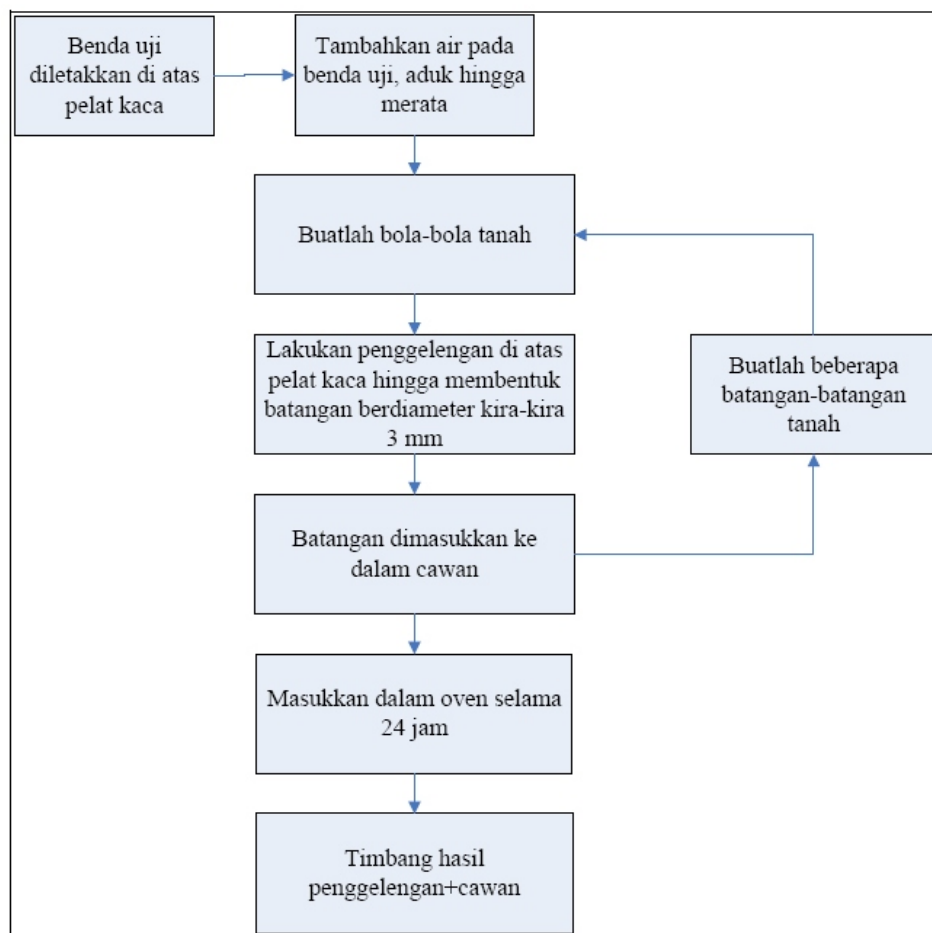 Benda uji
diletakkan di atas
pelat kaca
Tambahkan air pada
benda uji, aduk hingga
merata
Buatlah bola-bola tanah
Lakukan penggelengan di atas
pelat kaca hingga membentuk
batangan berdiameter kira-kira
3 mm
Buatlah beberapa
batangan-batangan
tanah
Batangan dimasukkan ke
dalam cawan
Masukkan dalam oven selama
24 jam
Timbang hasil
penggelengan+cawan